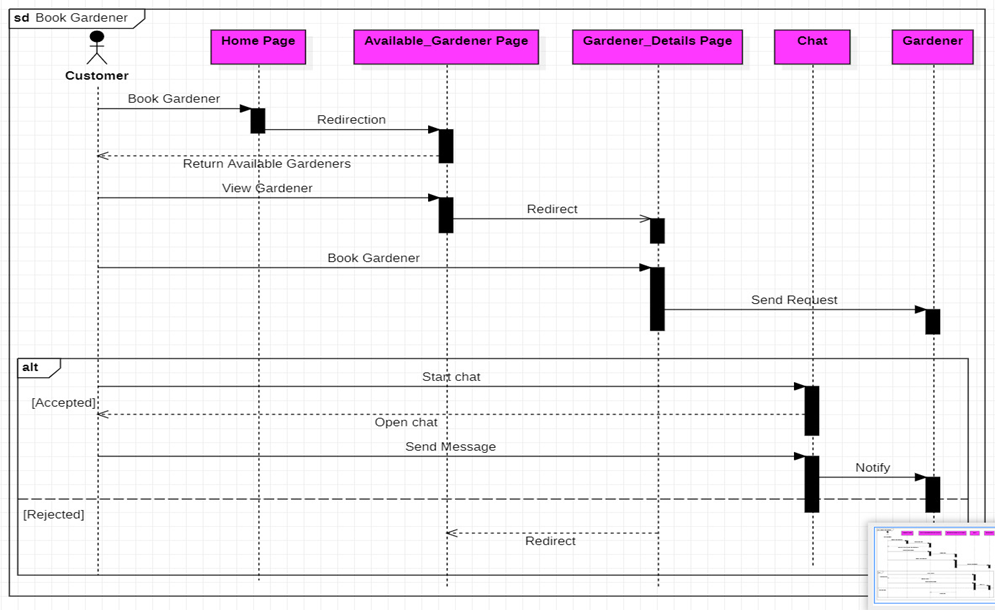 sd Book Gardener
Customer
Home Page
Available_Gardener Page
Gardener_Details Page
Chat
Gardener
Book Gardener
Redirection
Return Available Gardeners
View Gardener
Redirect
Book Gardener
Send Request
alt
Start chat
[Accepted]
Open chat
Send Message
Notify
[Rejected]
Redirect